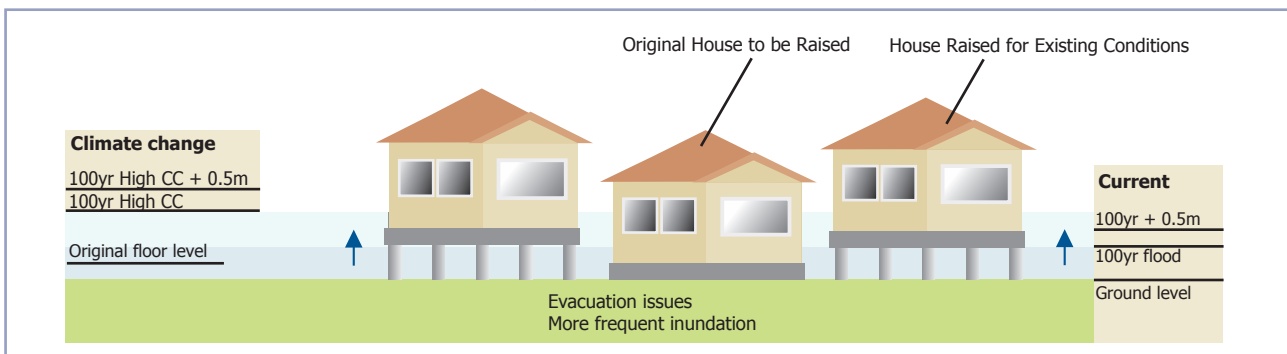 Original House to be Raised
House Raised for Existing Conditions
Climate change
100yr High CC + 0.5m
100yr High CC
Original floor level
Current
100yr + 0.5m
100yr flood
Ground level
Evacuation issues
More frequent inundation